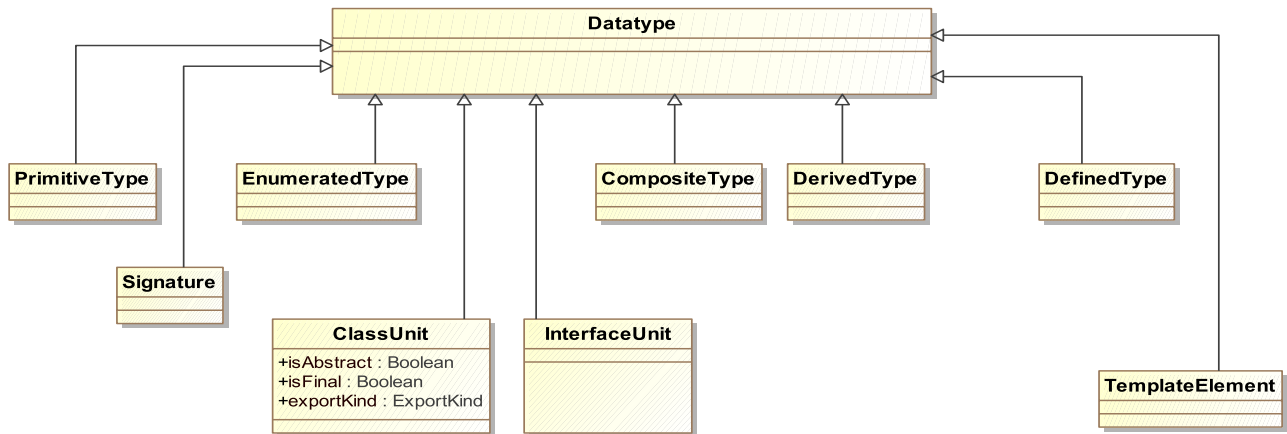 Datatype
PrimitiveType
EnumeratedType
CompositeType
DerivedType
DefinedType
Signature
ClassUnit
+isAbstract : Boolean
+isFinal : Boolean
+exportKind : ExportKind
InterfaceUnit
TemplateElement